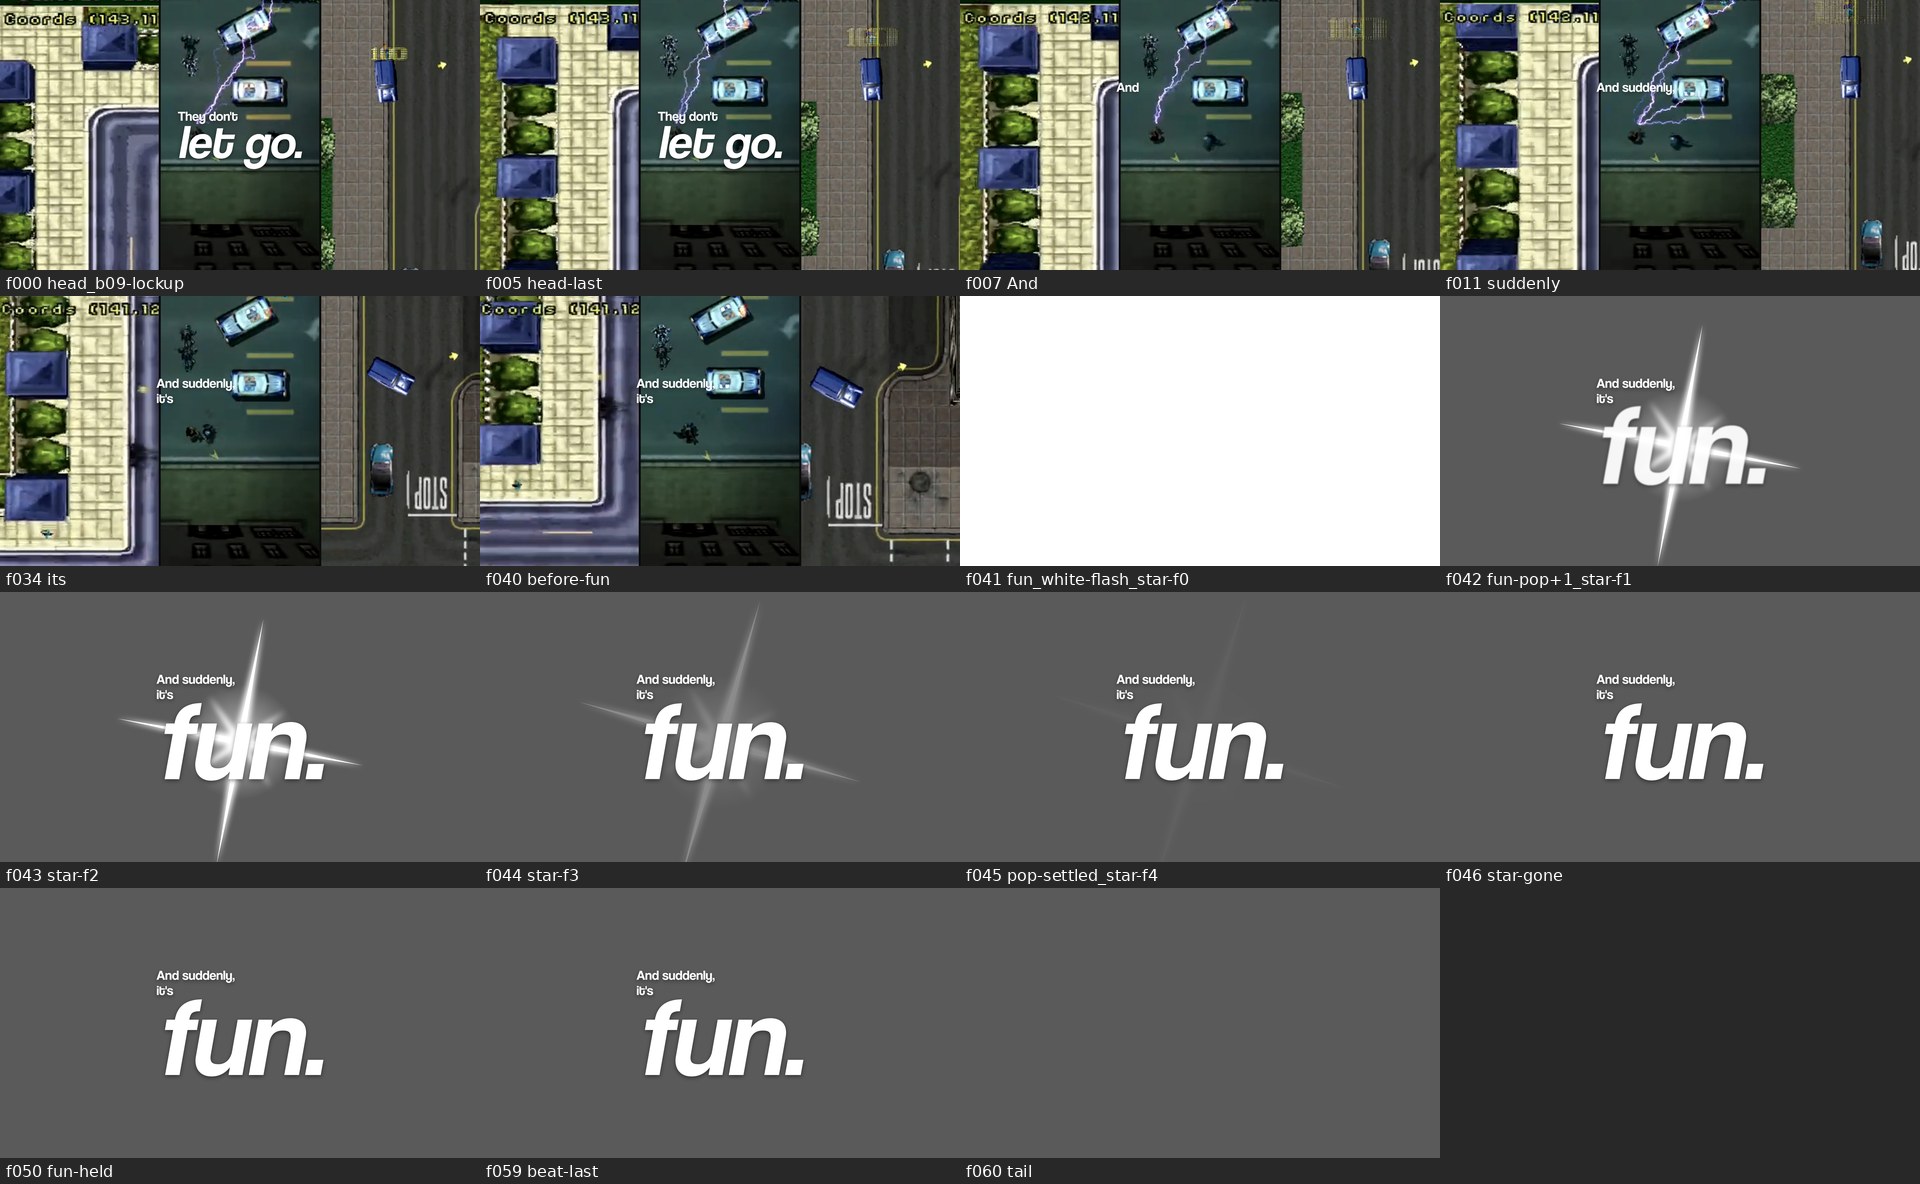 Coords (143.11
They don't
let go.
f000 head_b09-lockup
Coords (143.11
They don't
let go.
f005 head-last
Coords (142.11
And
f007 And
Coords (142.11
And suddenly,
f011 suddenly
Coords (141.12
And suddenly,
it's
STOP
f034 its
Coords (141.12
And suddenly,
it's
STOP
f040 before-fun
f041 fun_white-flash_star-f0
And suddenly,
it's
fun.
f042 fun-pop+1_star-f1
And suddenly,
it's
fun.
f043 star-f2
And suddenly,
it's
fun.
f044 star-f3
And suddenly,
it's
fun.
f045 pop-settled_star-f4
And suddenly,
it's
fun.
f046 star-gone
And suddenly,
it's
fun.
f050 fun-held
And suddenly,
it's
fun.
f059 beat-last
f060 tail